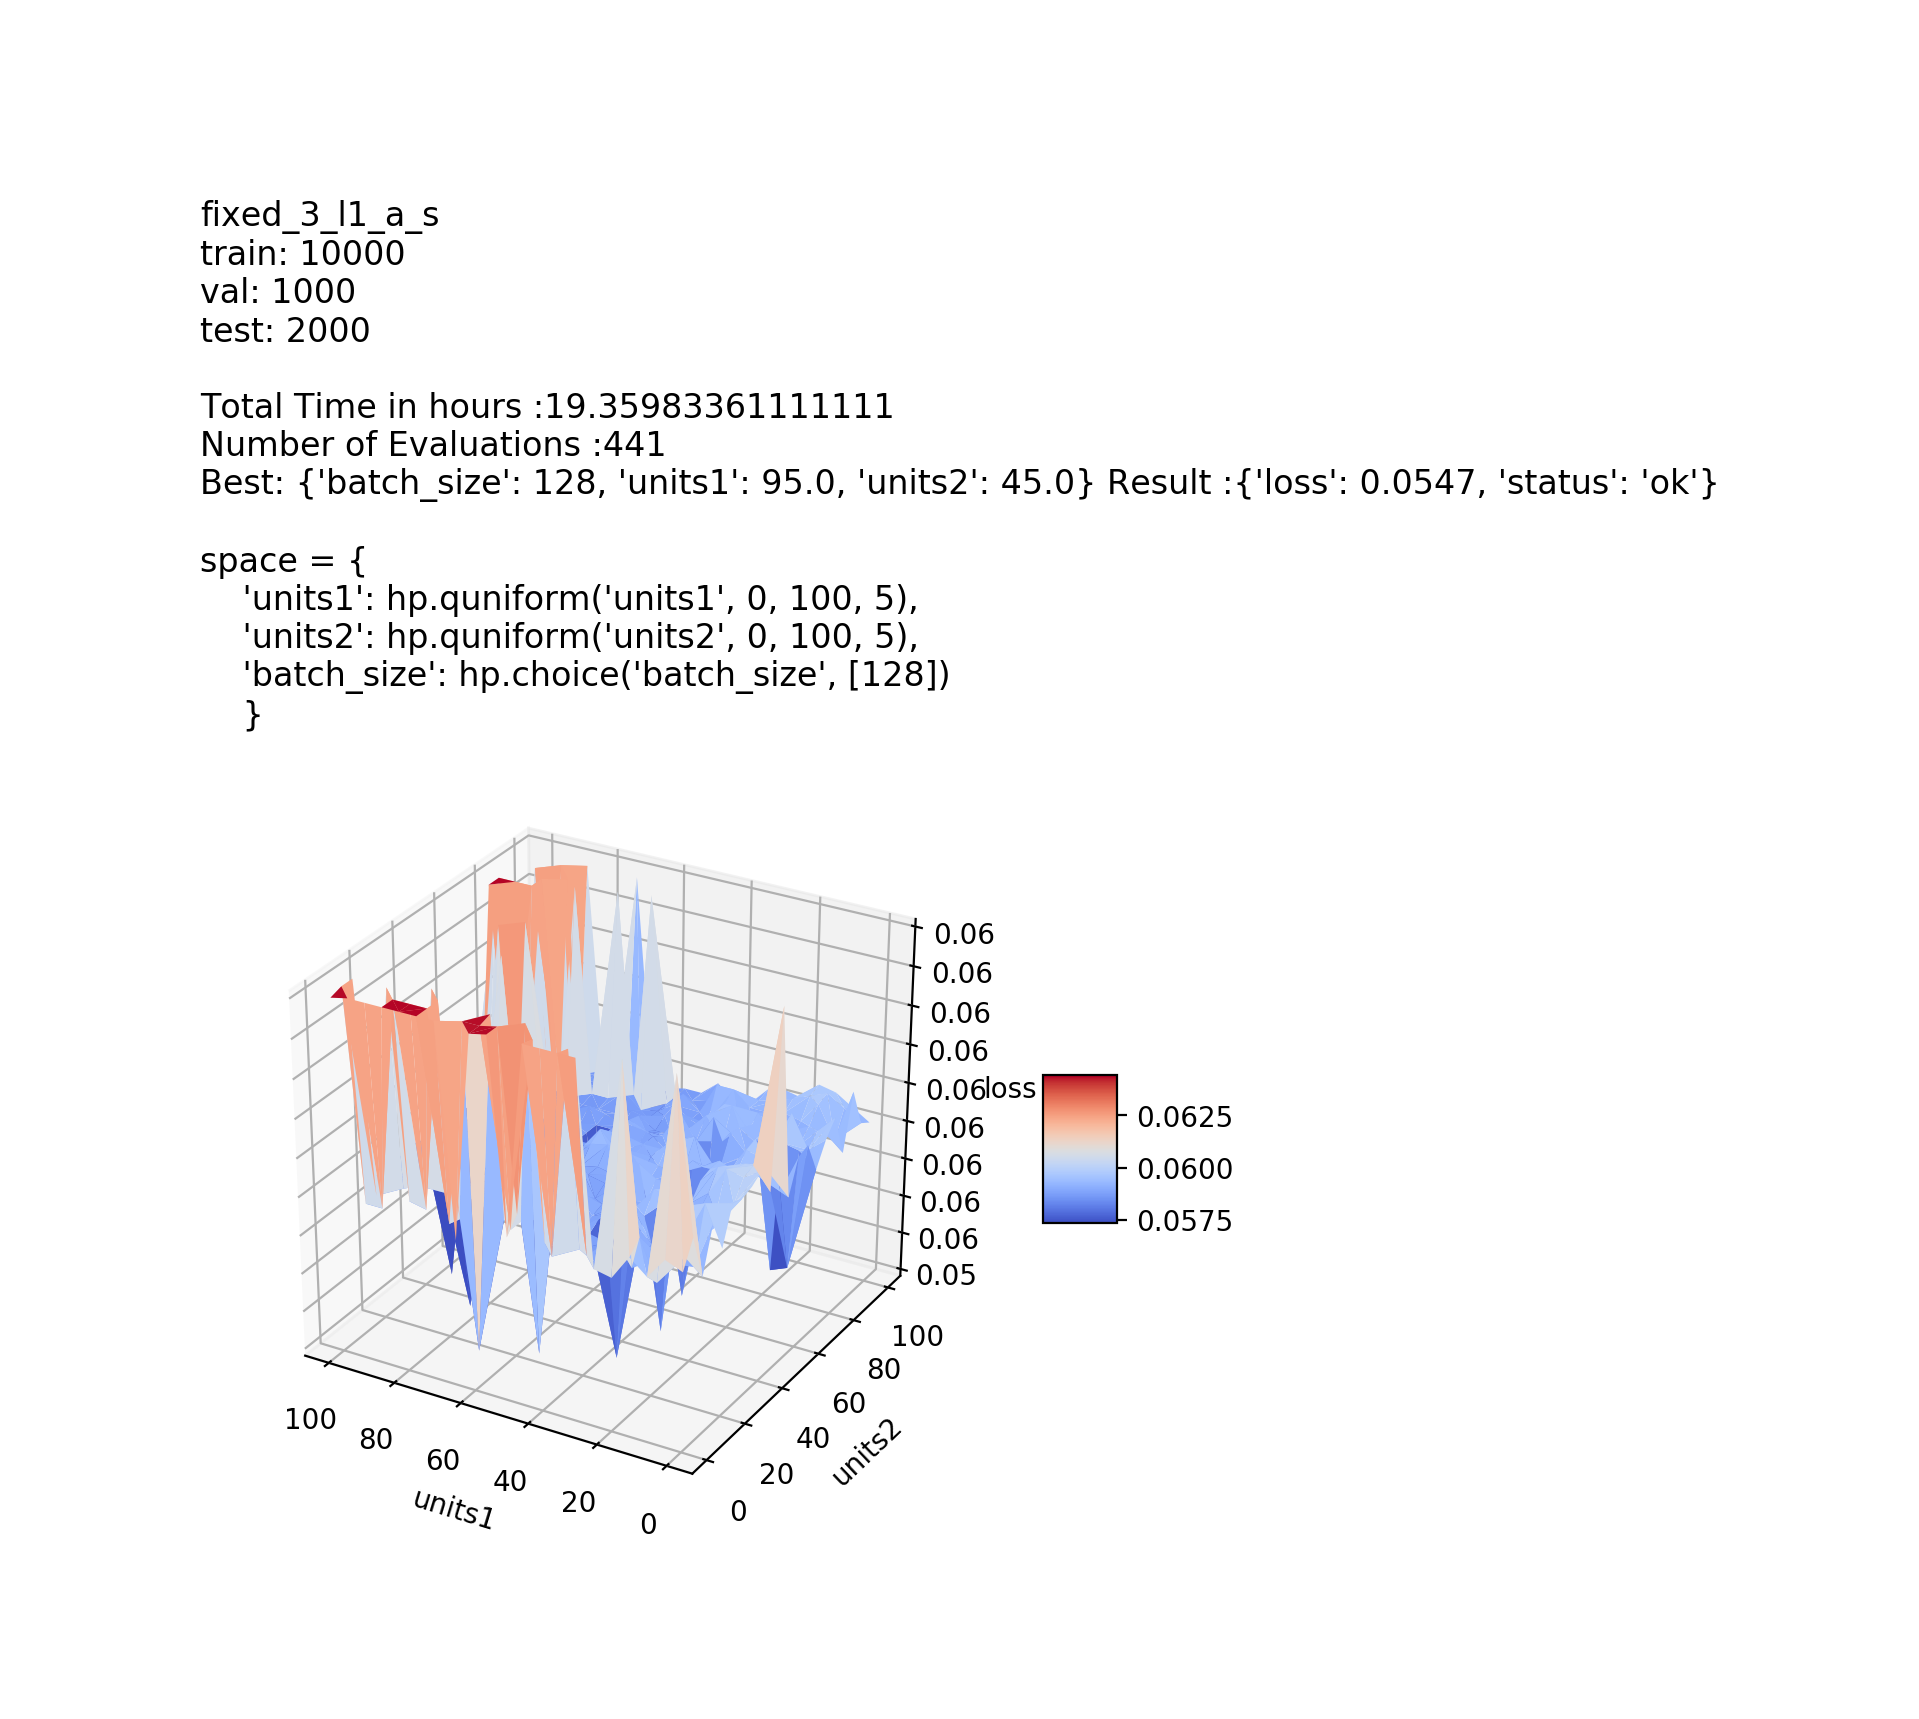 fixed_3_l1_a_s
train: 10000
val: 1000
test: 2000
Total Time in hours :19.35983361111111
Number of Evaluations :441
Best: {'batch_size': 128, 'units1': 95.0, 'units2': 45.0} Result :{'loss': 0.0547, 'status': 'ok'}
space = {
'units1': hp.quniform('units1', 0, 100, 5),
'units2': hp.quniform('units2', 0, 100, 5),
'batch_size': hp.choice('batch_size', [128])
}
0.06
0.06
0.06
0.06
0.06
0.06
0.06
0.06
0.06
0.05
loss
0.0625
0.0600
0.0575
100
80
60
40
20
0
units1
100
80
60
40
20
0
units2